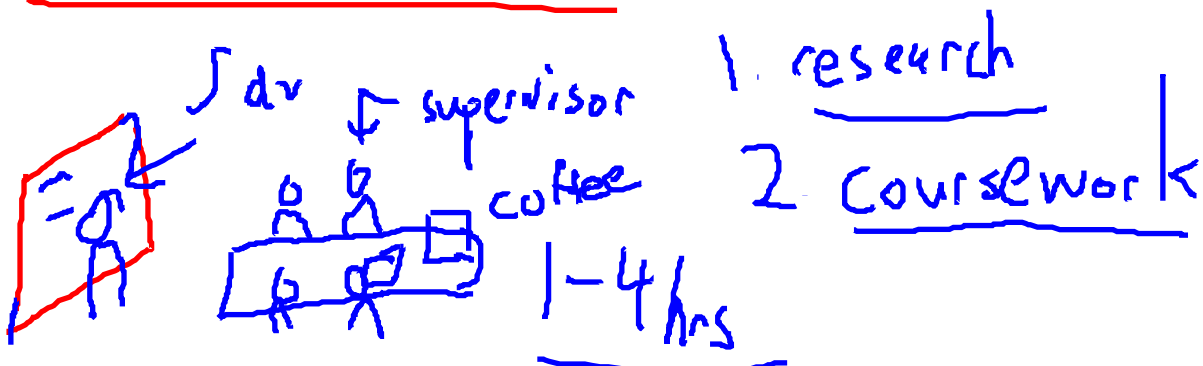 ∫ dv
supervisor
coffee
1-4 hrs
1. research
2. coursework